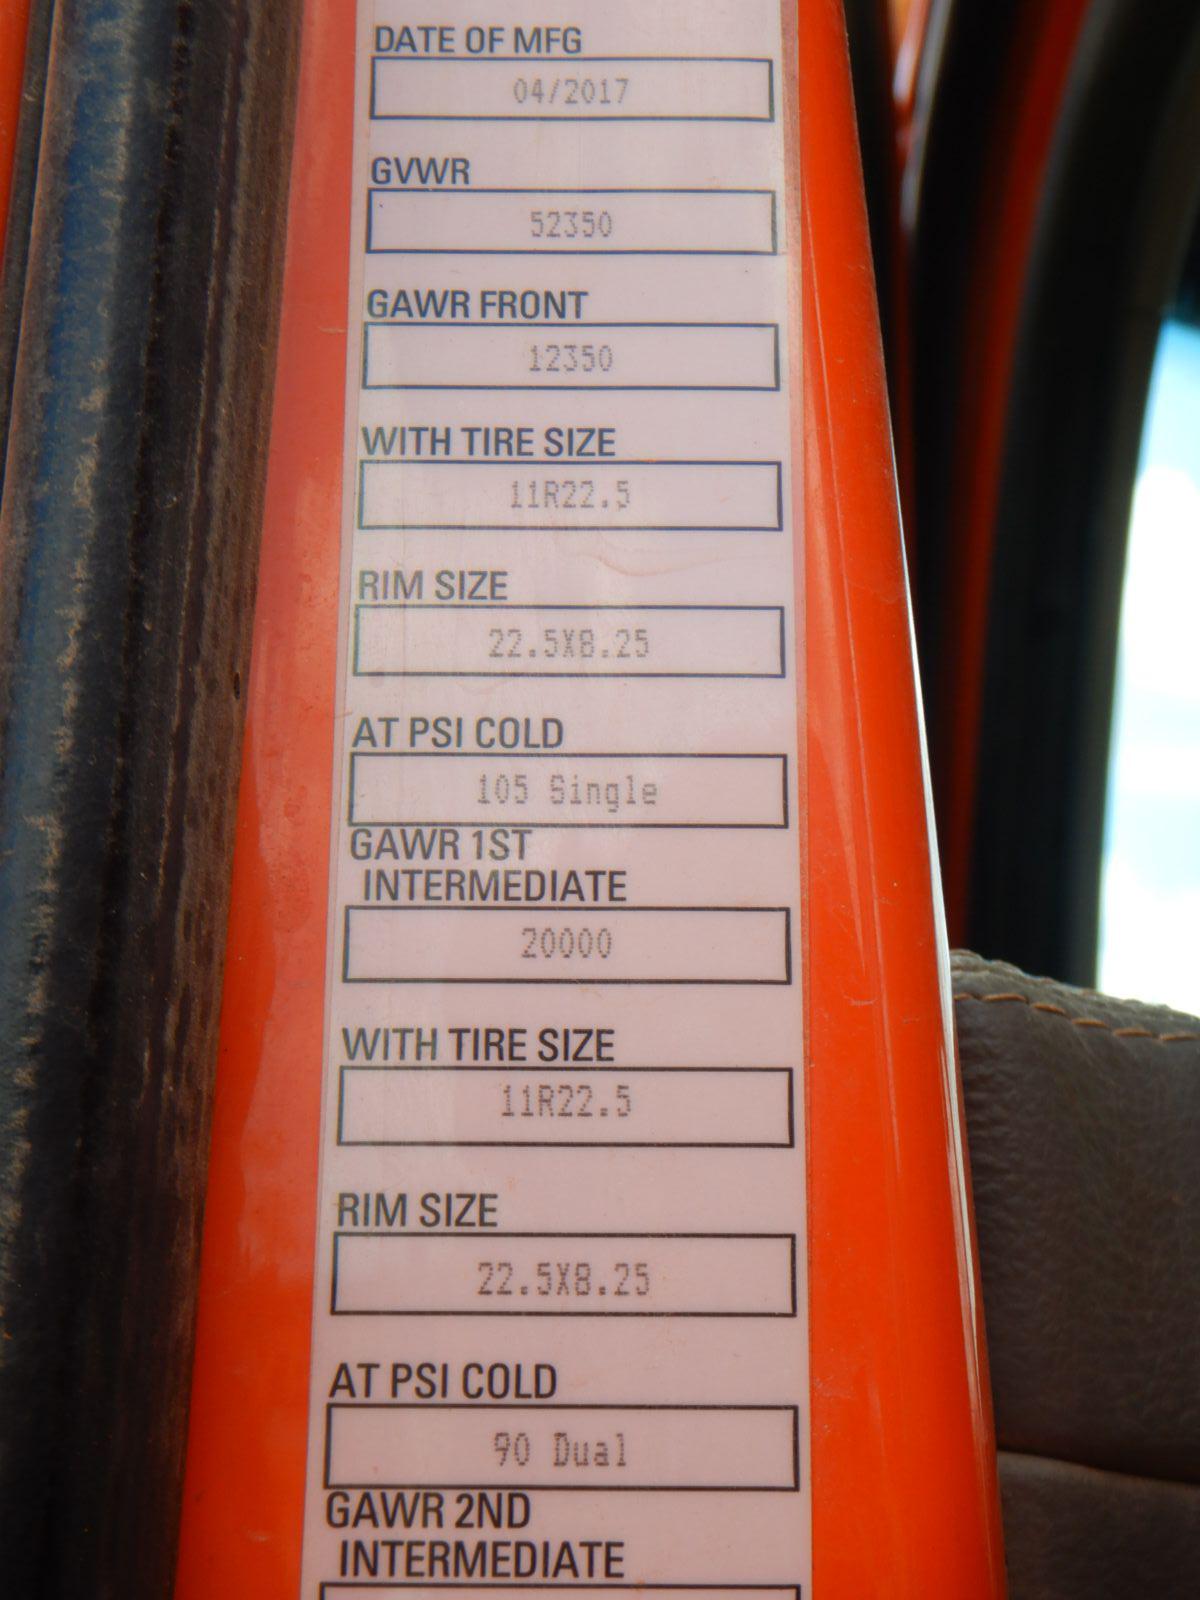 DATE OF MFG
04/2017
GVWR
52350
GAWR FRONT
12350
WITH TIRE SIZE
11R22.5
RIM SIZE
22.5X8.25
AT PSI COLD
105 Single
GAWR 1ST
INTERMEDIATE
20000
WITH TIRE SIZE
11R22.5
RIM SIZE
22.5X8.25
AT PSI COLD
90 Dual
GAWR 2ND
INTERMEDIATE